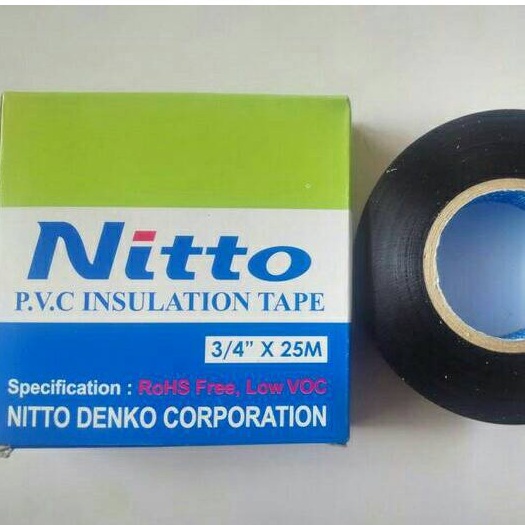 Nitto
P.V.C INSULATION TAPE
3/4" X 25M
Specification : RoHS Free, Low VOC
NITTO DENKO CORPORATION